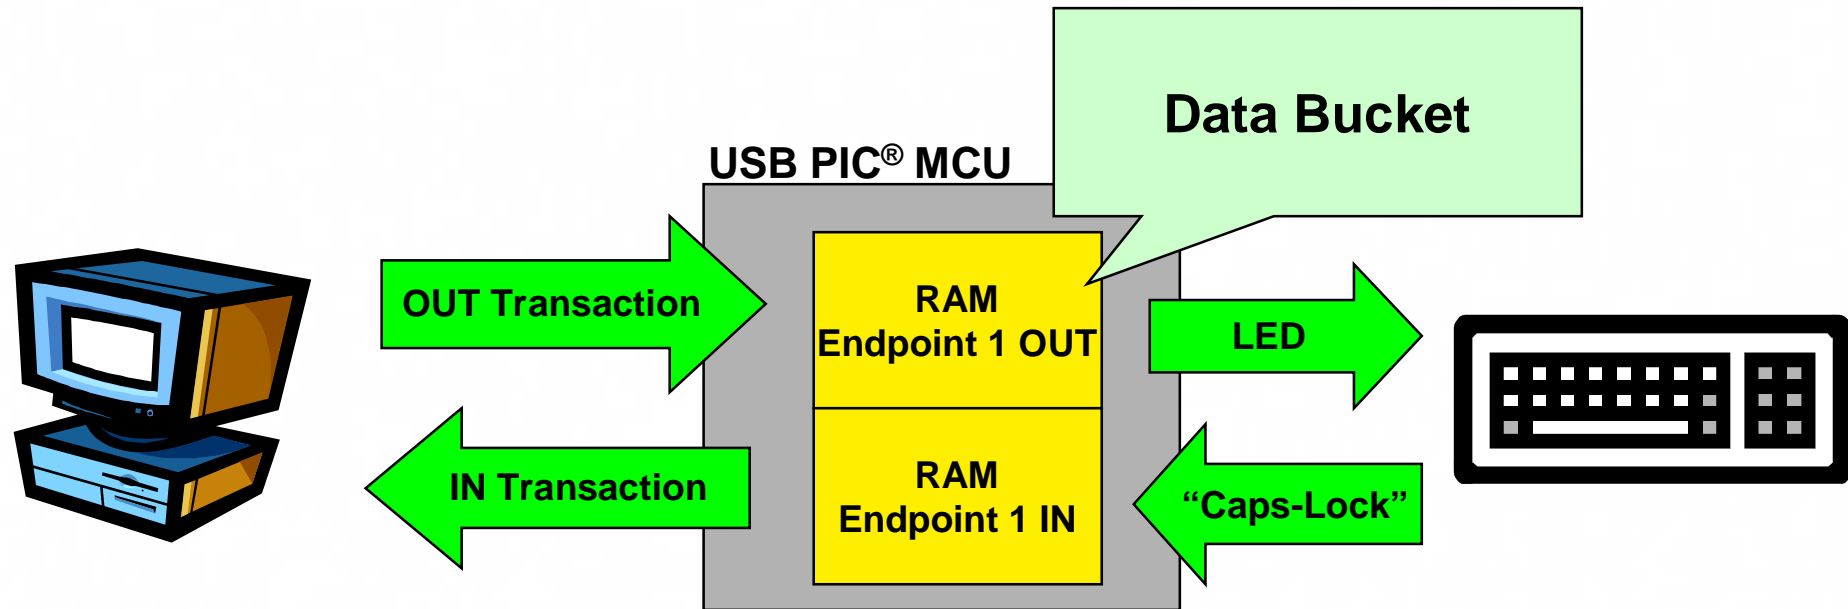 Data Bucket
USB PIC® MCU
OUT Transaction
RAM
Endpoint 1 OUT
LED
IN Transaction
RAM
Endpoint 1 IN
“Caps-Lock”